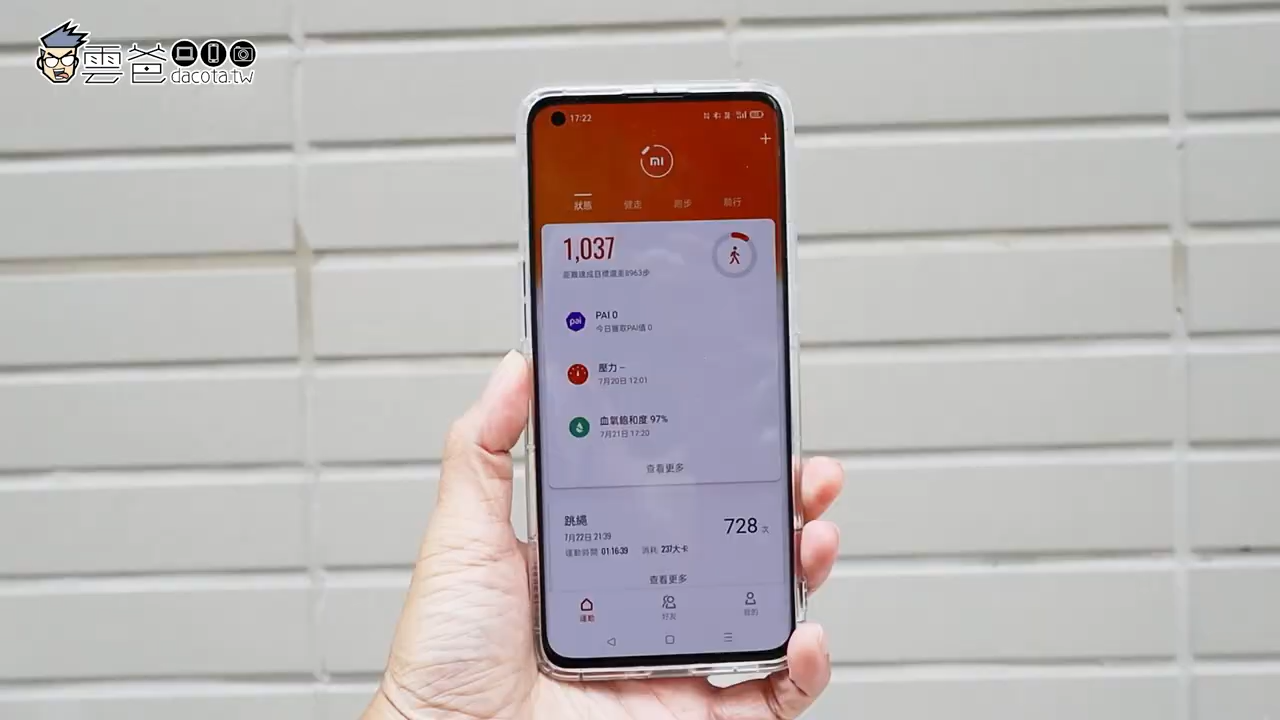 雲爸
dacota.tw
17:22
mi
狀態 健走 跑步 騎行
1,037
距離達成目標還差8963步
pai
PAI 0
今日獲取PAI值 0
壓力 --
7月20日 12:01
血氧飽和度 97%
7月21日 17:20
查看更多
跳繩
728 次
7月22日 21:39
運動時間 01:16:39 消耗 237大卡
查看更多
運動 好友 我的